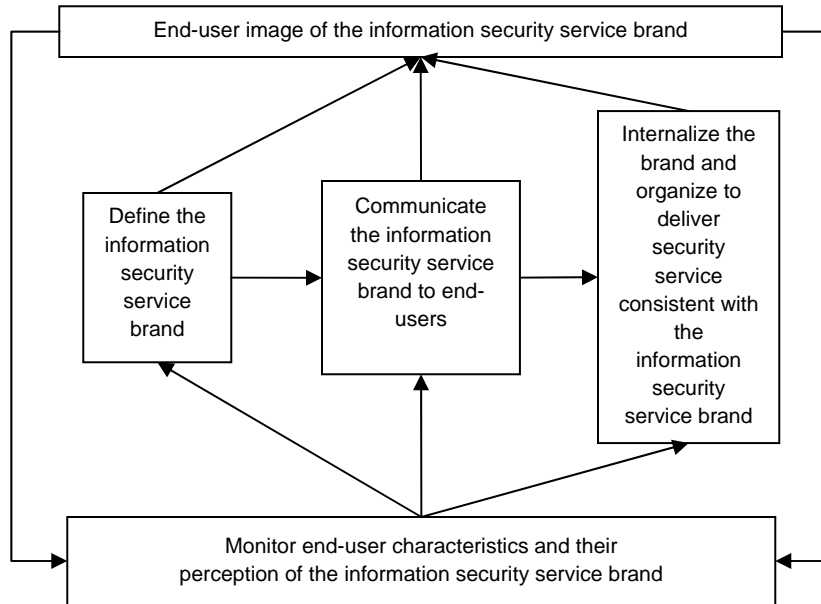 End-user image of the information security service brand
Define the
information
security
service
brand
Communicate
the information
security service
brand to end-
users
Internalize the
brand and
organize to
deliver
security
service
consistent with
the
information
security
service brand
Monitor end-user characteristics and their
perception of the information security service brand